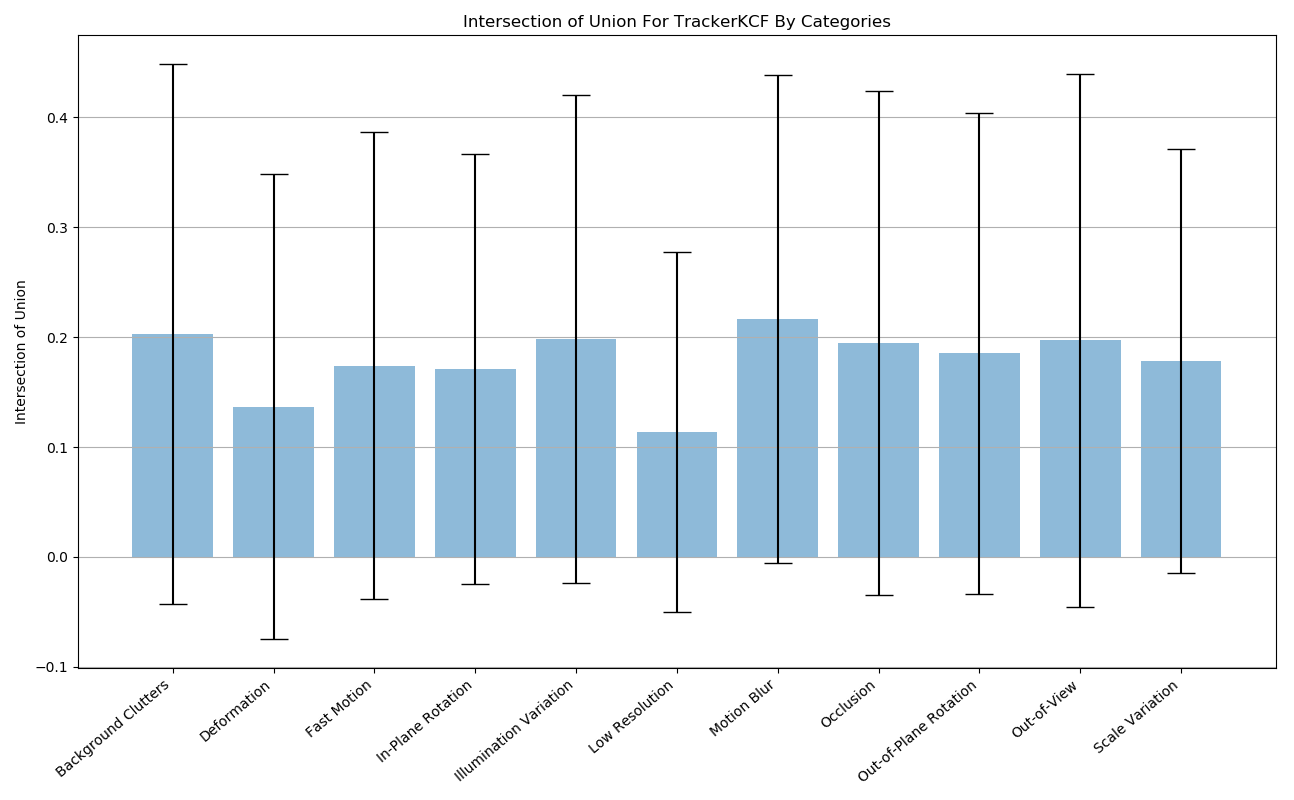 Intersection of Union For TrackerKCF By Categories
Intersection of Union
0.4
0.3
0.2
0.1
0.0
−0.1
Background Clutters
Deformation
Fast Motion
In-Plane Rotation
Illumination Variation
Low Resolution
Motion Blur
Occlusion
Out-of-Plane Rotation
Out-of-View
Scale Variation